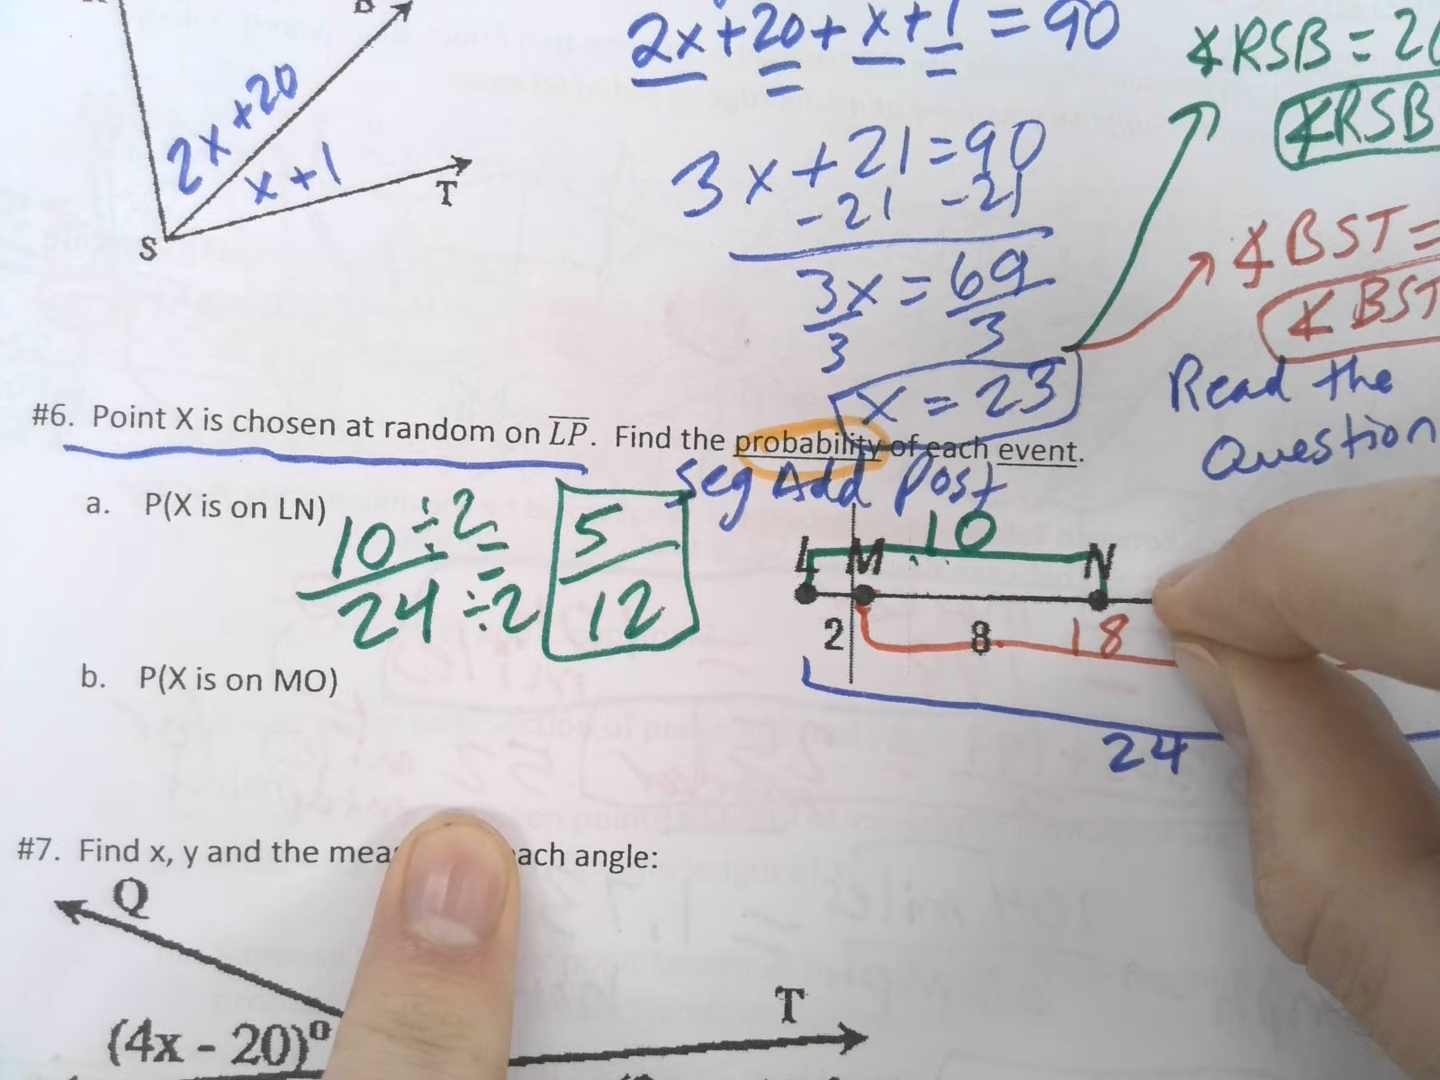 B
2x+20+x+1=90
∡RSB=20
∡RSB
2x+20
x+1
T
S
3x+21=90
-21 -21
∡BST=
∡BST
3x=69
3 3
x=23
Read the
Question
#6. Point X is chosen at random on LP. Find the probability of each event.
Seg Add Post
a. P(X is on LN)
10÷2=5
24÷2 12
10
L M N
2 8 18
24
b. P(X is on MO)
#7. Find x, y and the mea ach angle:
Q
T
(4x - 20)º